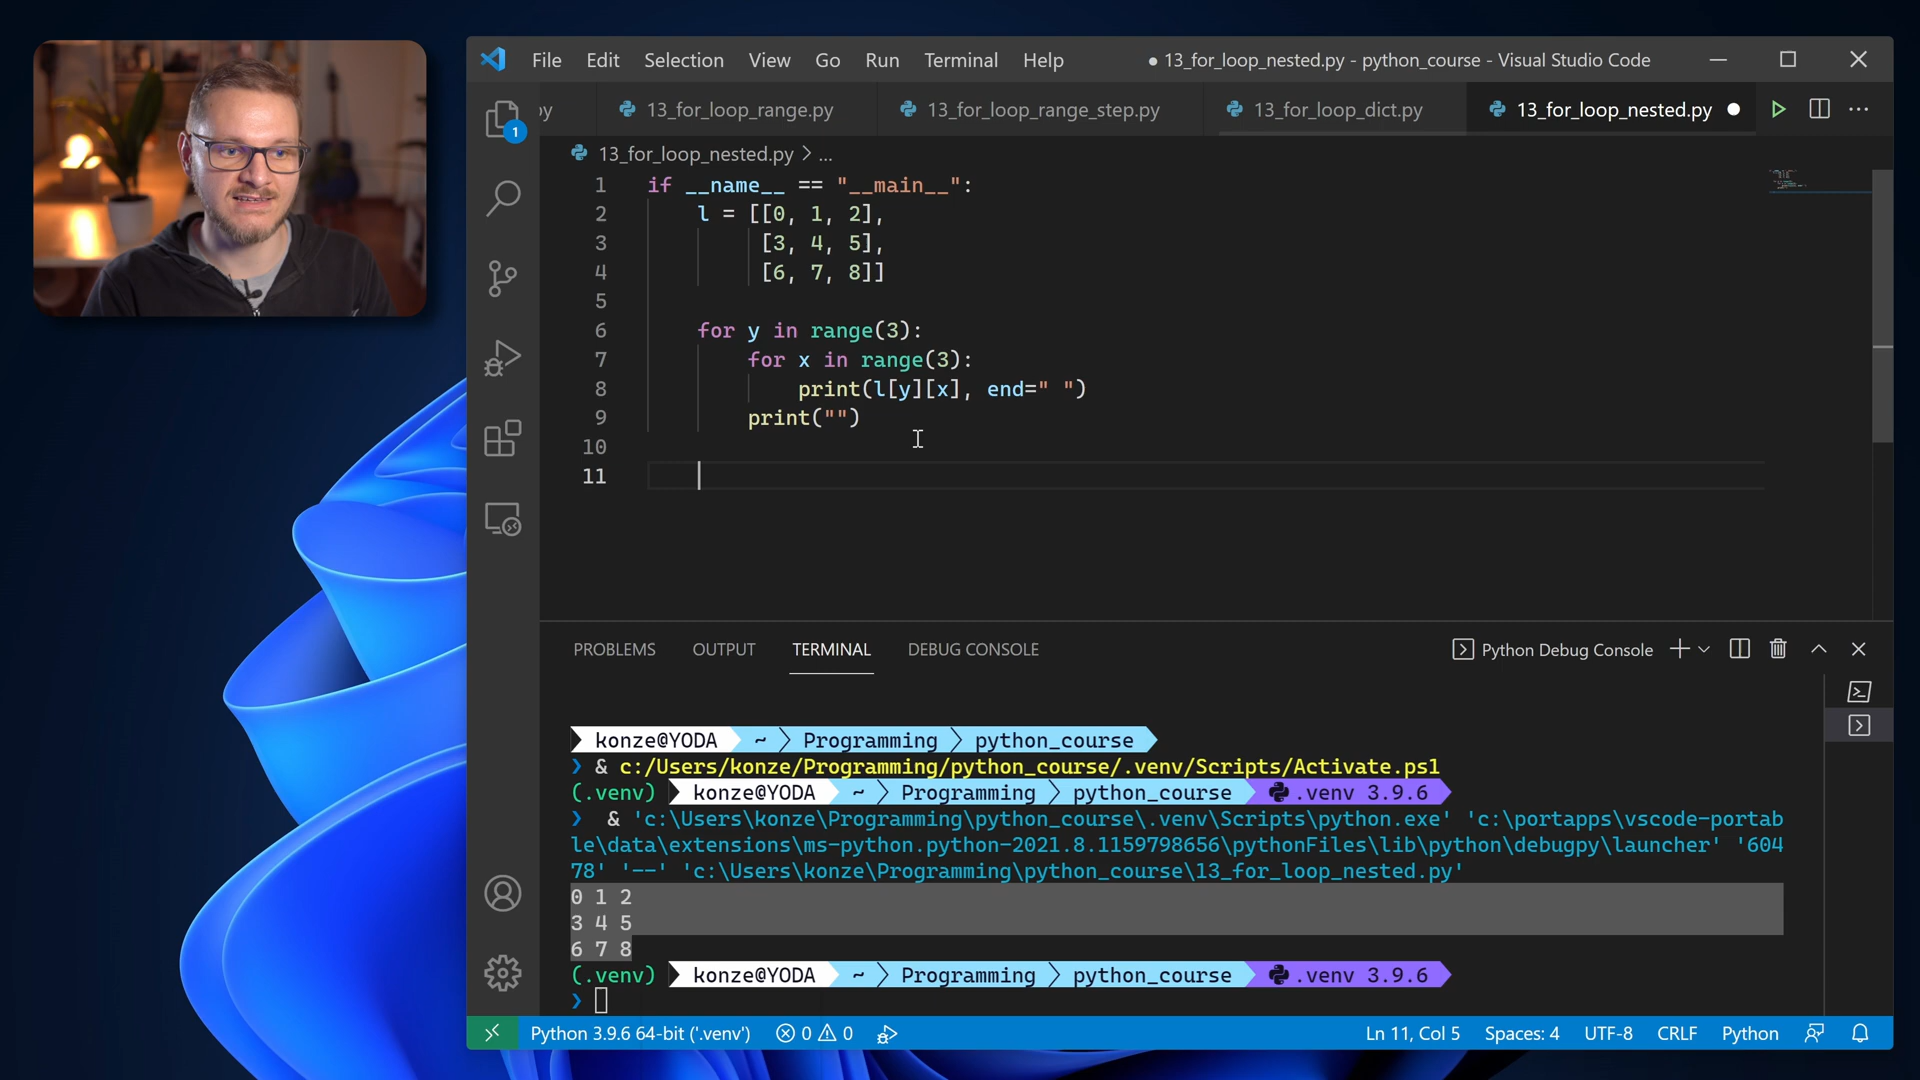 File Edit Selection View Go Run Terminal Help ● 13_for_loop_nested.py - python_course - Visual Studio Code
py 13_for_loop_range.py 13_for_loop_range_step.py 13_for_loop_dict.py 13_for_loop_nested.py ●
13_for_loop_nested.py > ...
1 if __name__ == "__main__":
2 l = [[0, 1, 2],
3 [3, 4, 5],
4 [6, 7, 8]]
5
6 for y in range(3):
7 for x in range(3):
8 print(l[y][x], end=" ")
9 print("")
10
11
1
PROBLEMS OUTPUT TERMINAL DEBUG CONSOLE Python Debug Console
konze@YODA ~ Programming python_course
❯ & c:/Users/konze/Programming/python_course/.venv/Scripts/Activate.ps1
(.venv) konze@YODA ~ Programming python_course .venv 3.9.6
❯ & 'c:\Users\konze\Programming\python_course\.venv\Scripts\python.exe' 'c:\portapps\vscode-portab
le\data\extensions\ms-python.python-2021.8.1159798656\pythonFiles\lib\python\debugpy\launcher' '604
78' '--' 'c:\Users\konze\Programming\python_course\13_for_loop_nested.py'
0 1 2
3 4 5
6 7 8
(.venv) konze@YODA ~ Programming python_course .venv 3.9.6
❯
Python 3.9.6 64-bit ('.venv') 0 0 Ln 11, Col 5 Spaces: 4 UTF-8 CRLF Python